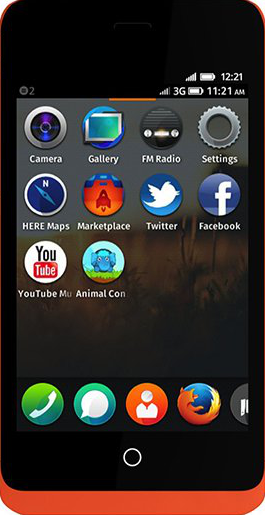 12:21
2 3G 11:21 AM
Camera Gallery FM Radio Settings
HERE Maps Marketplace Twitter Facebook
You
Tube
YouTube Mu Animal Con